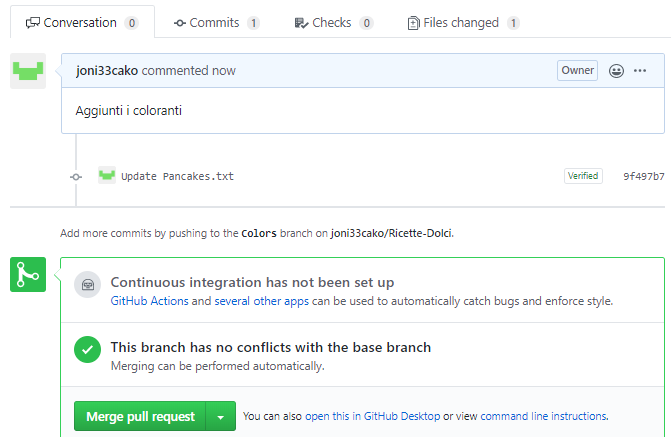 Conversation 0 Commits 1 Checks 0 Files changed 1
joni33cako commented now Owner
Aggiunti i coloranti
Update Pancakes.txt Verified 9f497b7
Add more commits by pushing to the Colors branch on joni33cako/Ricette-Dolci.
Continuous integration has not been set up
GitHub Actions and several other apps can be used to automatically catch bugs and enforce style.
This branch has no conflicts with the base branch
Merging can be performed automatically.
Merge pull request You can also open this in GitHub Desktop or view command line instructions.